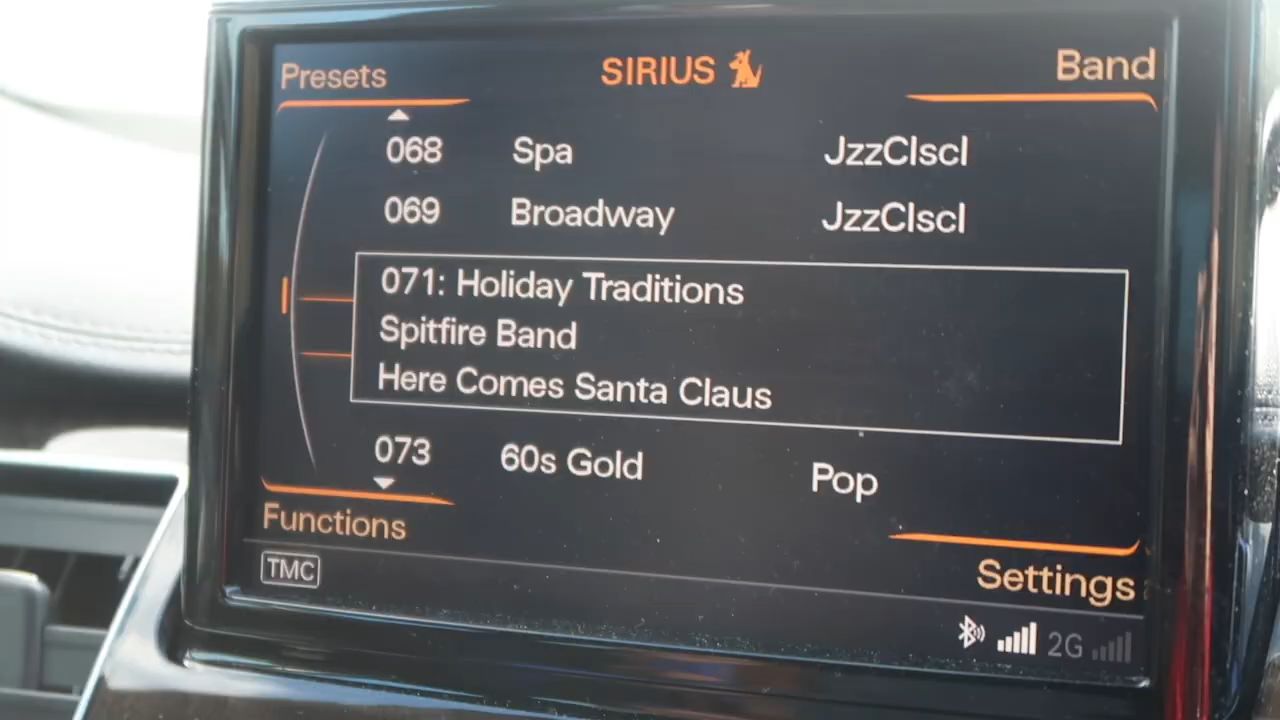 Presets SIRIUS Band
068 Spa JzzClscl
069 Broadway JzzClscl
071: Holiday Traditions
Spitfire Band
Here Comes Santa Claus
073 60s Gold Pop
Functions
Settings
TMC
2G